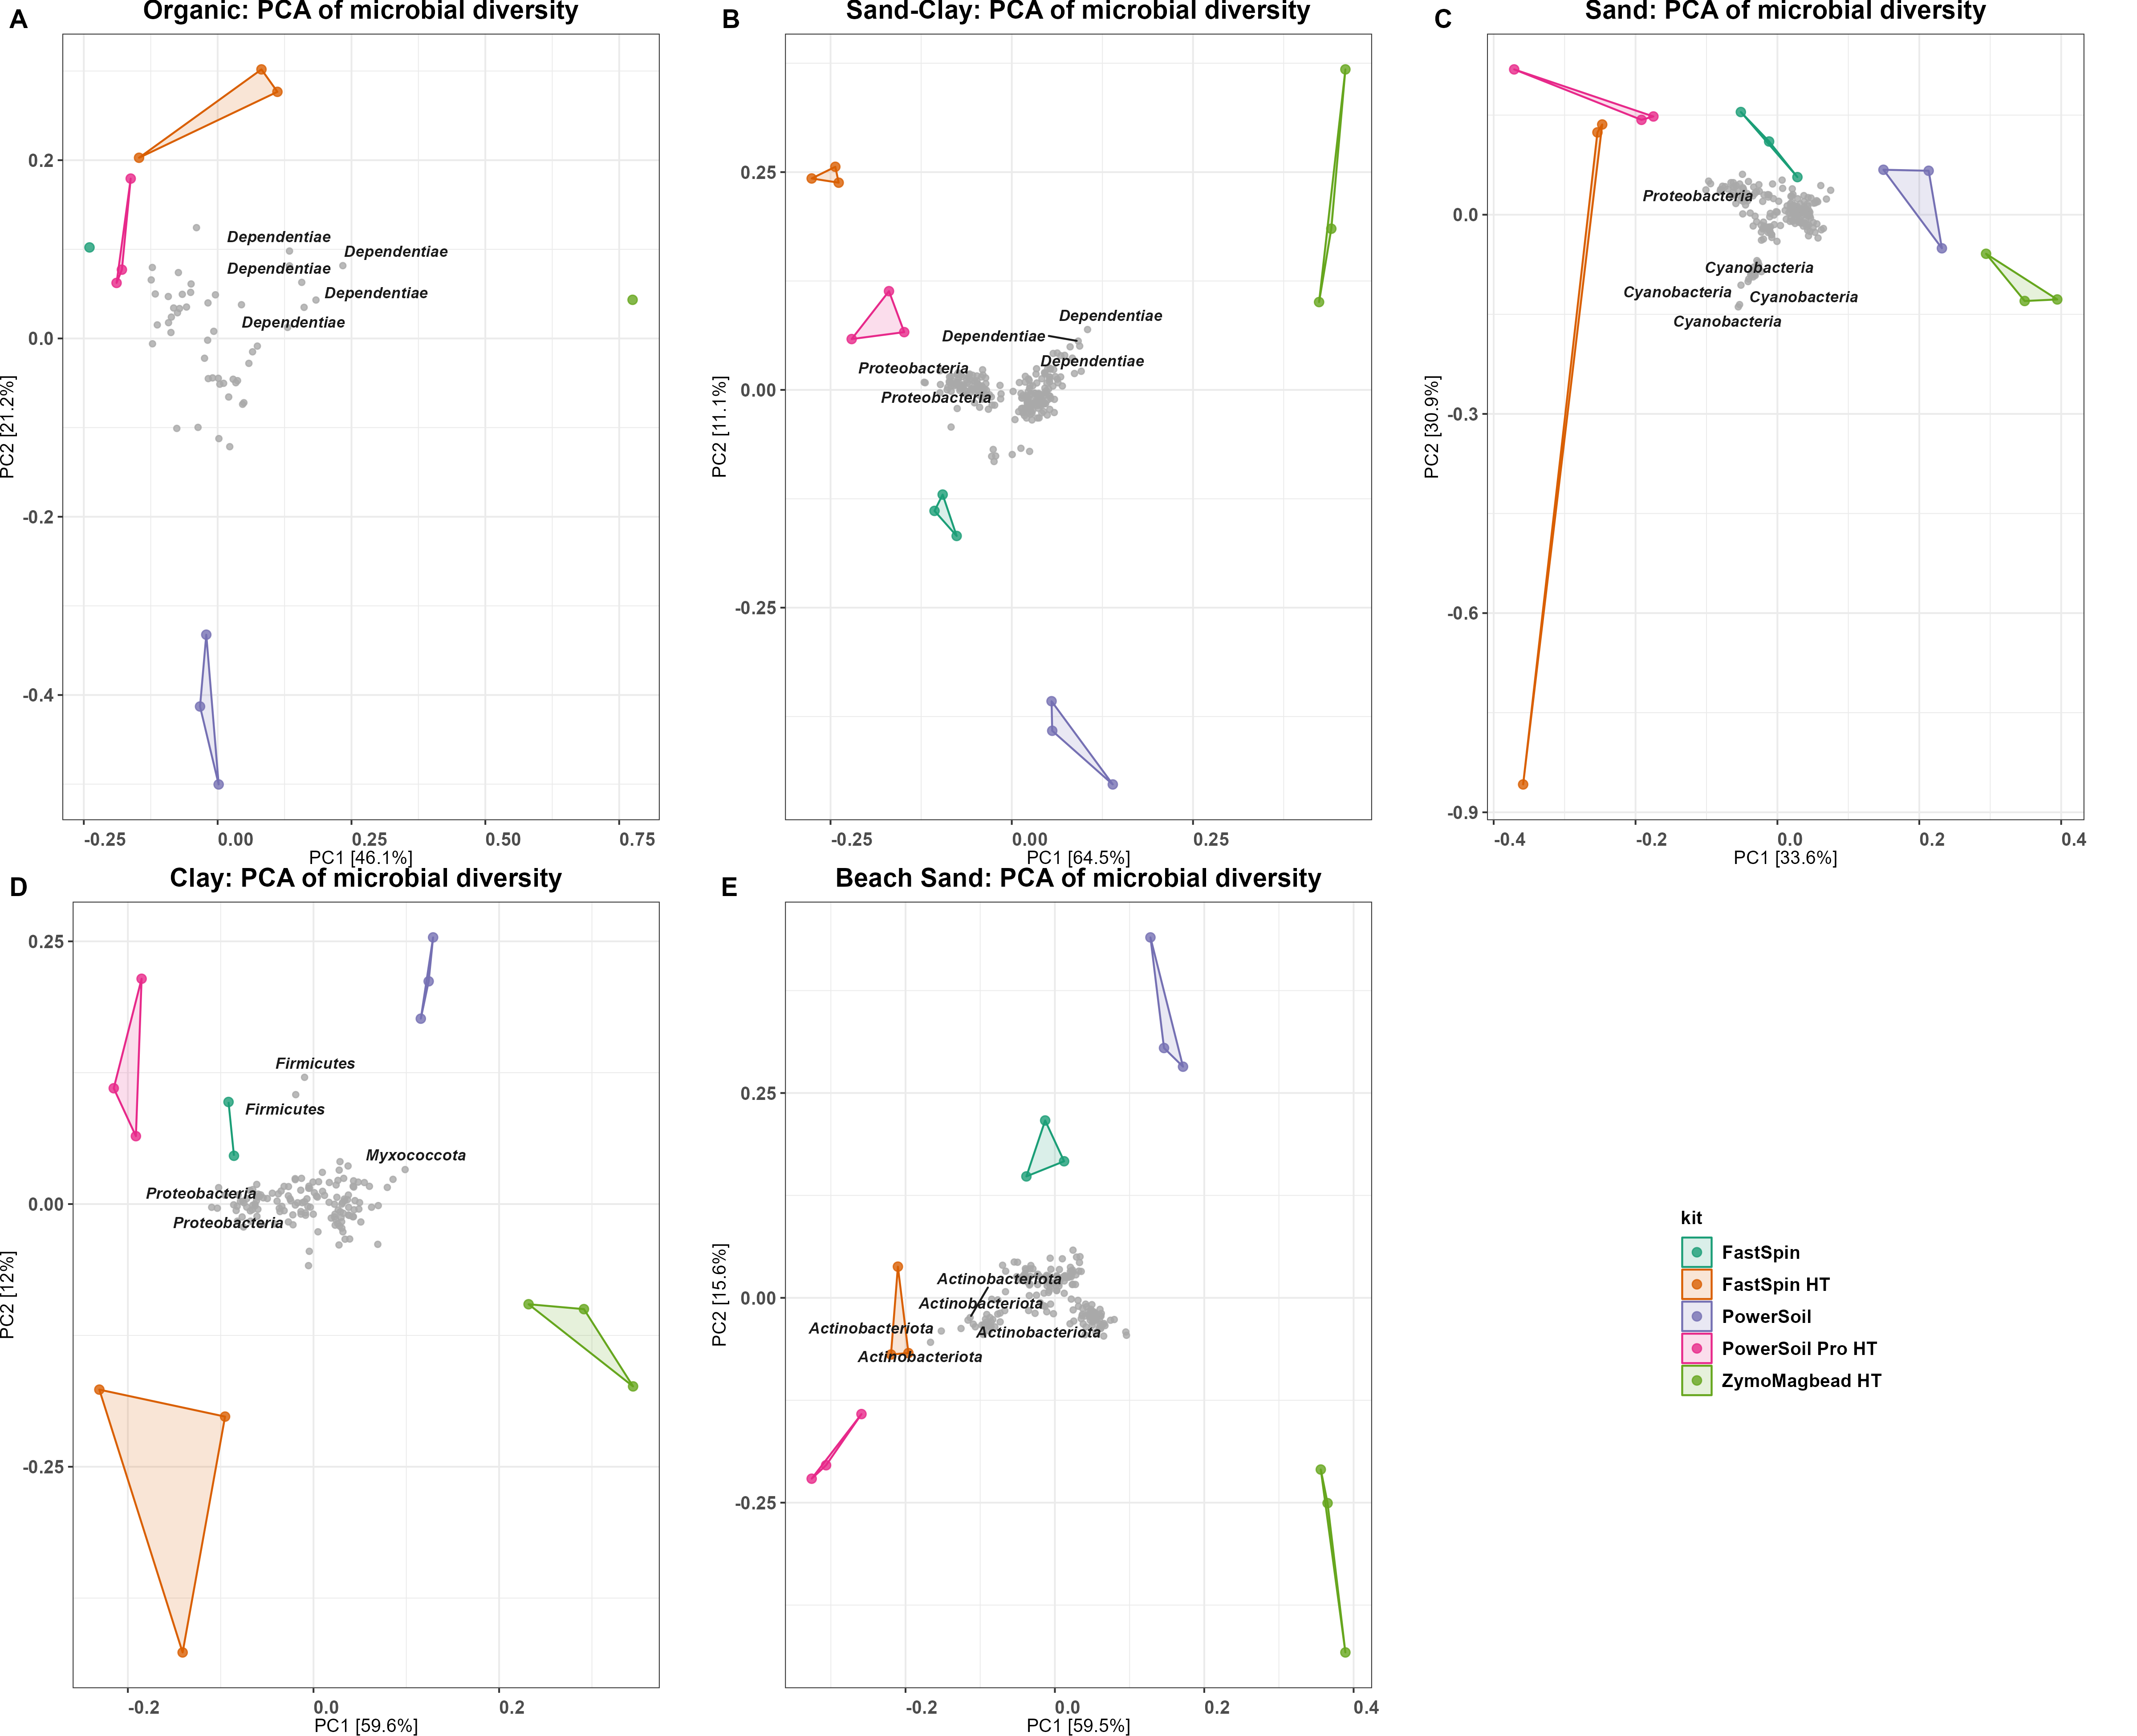 A
Organic: PCA of microbial diversity
0.2
0.0
-0.2
-0.4
PC2 [21.2%]
Dependentiae
Dependentiae
Dependentiae
Dependentiae
Dependentiae
-0.25
0.00
0.25
0.50
0.75
PC1 [46.1%]
B
Sand-Clay: PCA of microbial diversity
0.25
0.00
-0.25
PC2 [11.1%]
Dependentiae
Dependentiae
Dependentiae
Proteobacteria
Proteobacteria
-0.25
0.00
0.25
PC1 [64.5%]
C
Sand: PCA of microbial diversity
0.0
-0.3
-0.6
-0.9
PC2 [30.9%]
Proteobacteria
Cyanobacteria
Cyanobacteria
Cyanobacteria
Cyanobacteria
-0.4
-0.2
0.0
0.2
0.4
PC1 [33.6%]
D
Clay: PCA of microbial diversity
0.25
0.00
-0.25
PC2 [12%]
Firmicutes
Firmicutes
Myxococcota
Proteobacteria
Proteobacteria
-0.2
0.0
0.2
PC1 [59.6%]
E
Beach Sand: PCA of microbial diversity
0.25
0.00
-0.25
PC2 [15.6%]
Actinobacteriota
Actinobacteriota
Actinobacteriota
Actinobacteriota
Actinobacteriota
-0.2
0.0
0.2
0.4
PC1 [59.5%]
kit
FastSpin
FastSpin HT
PowerSoil
PowerSoil Pro HT
ZymoMagbead HT